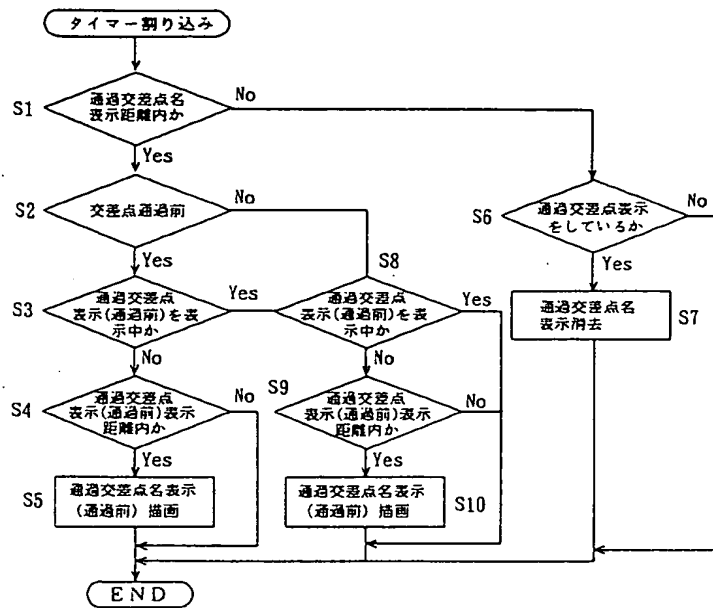 タイマー割り込み
S1
通過交差点名
表示距離内か
No
Yes
S2
交差点通過前
No
Yes
S6
通過交差点表示
をしているか
No
Yes
S3
通過交差点
表示(通過前)を表
示中か
Yes
No
S8
通過交差点
表示(通過前)を表
示中か
Yes
No
S7
通過交差点名
表示消去
S4
通過交差点
表示(通過前)表示
距離内か
No
Yes
S9
通過交差点
表示(通過前)表示
距離内か
No
Yes
S5
通過交差点名表示
(通過前)描画
S10
通過交差点名表示
(通過前)描画
END